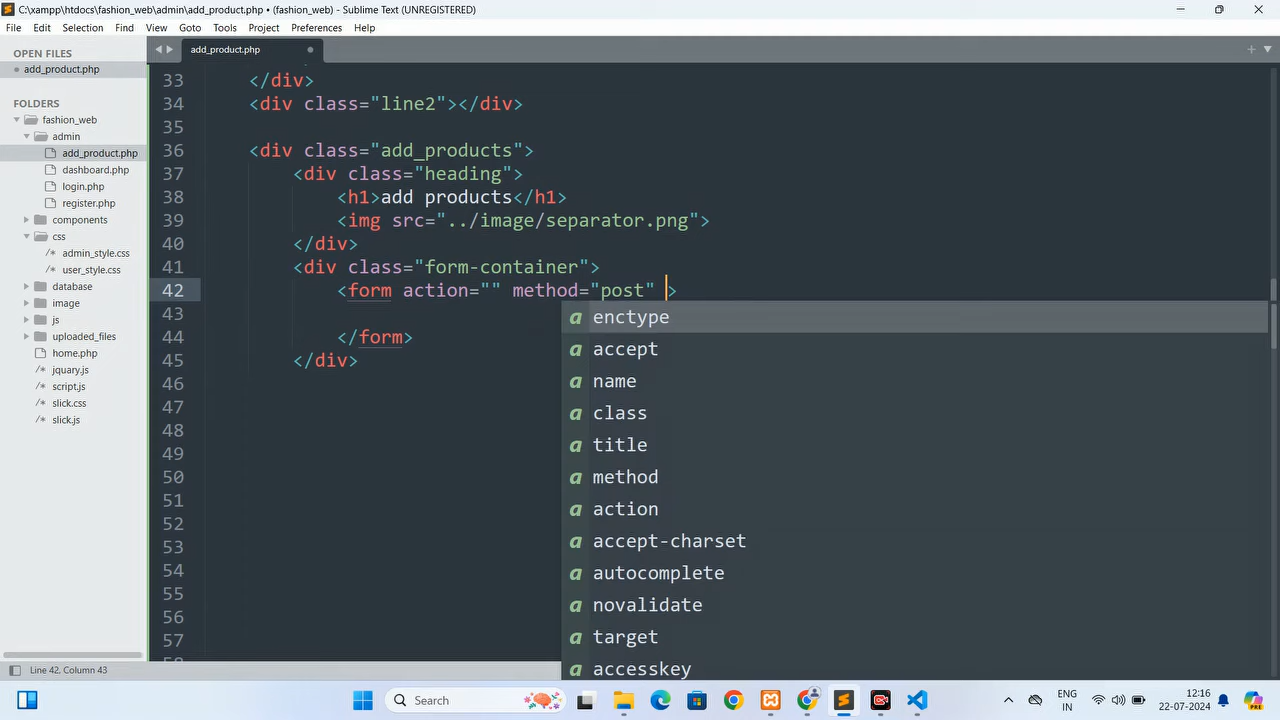 C:\xampp\htdocs\fashion_web\admin\add_product.php • (fashion_web) - Sublime Text (UNREGISTERED)
File Edit Selection Find View Goto Tools Project Preferences Help
OPEN FILES
add_product.php
FOLDERS
fashion_web
admin
add_product.php
dashboard.php
login.php
register.php
components
css
admin_style.css
user_style.css
database
image
js
uploaded_files
home.php
jquary.js
script.js
slick.css
slick.js
add_product.php
33 </div>
34 <div class="line2"></div>
35
36 <div class="add_products">
37 <div class="heading">
38 <h1>add products</h1>
39 <img src="../image/separator.png">
40 </div>
41 <div class="form-container">
42 <form action="" method="post" >
43
44 </form>
45 </div>
46
47
48
49
50
51
52
53
54
55
56
57
a enctype
a accept
a name
a class
a title
a method
a action
a accept-charset
a autocomplete
a novalidate
a target
a accesskey
Line 42, Column 43
Search
ENG
IN
12:16
22-07-2024
PRE